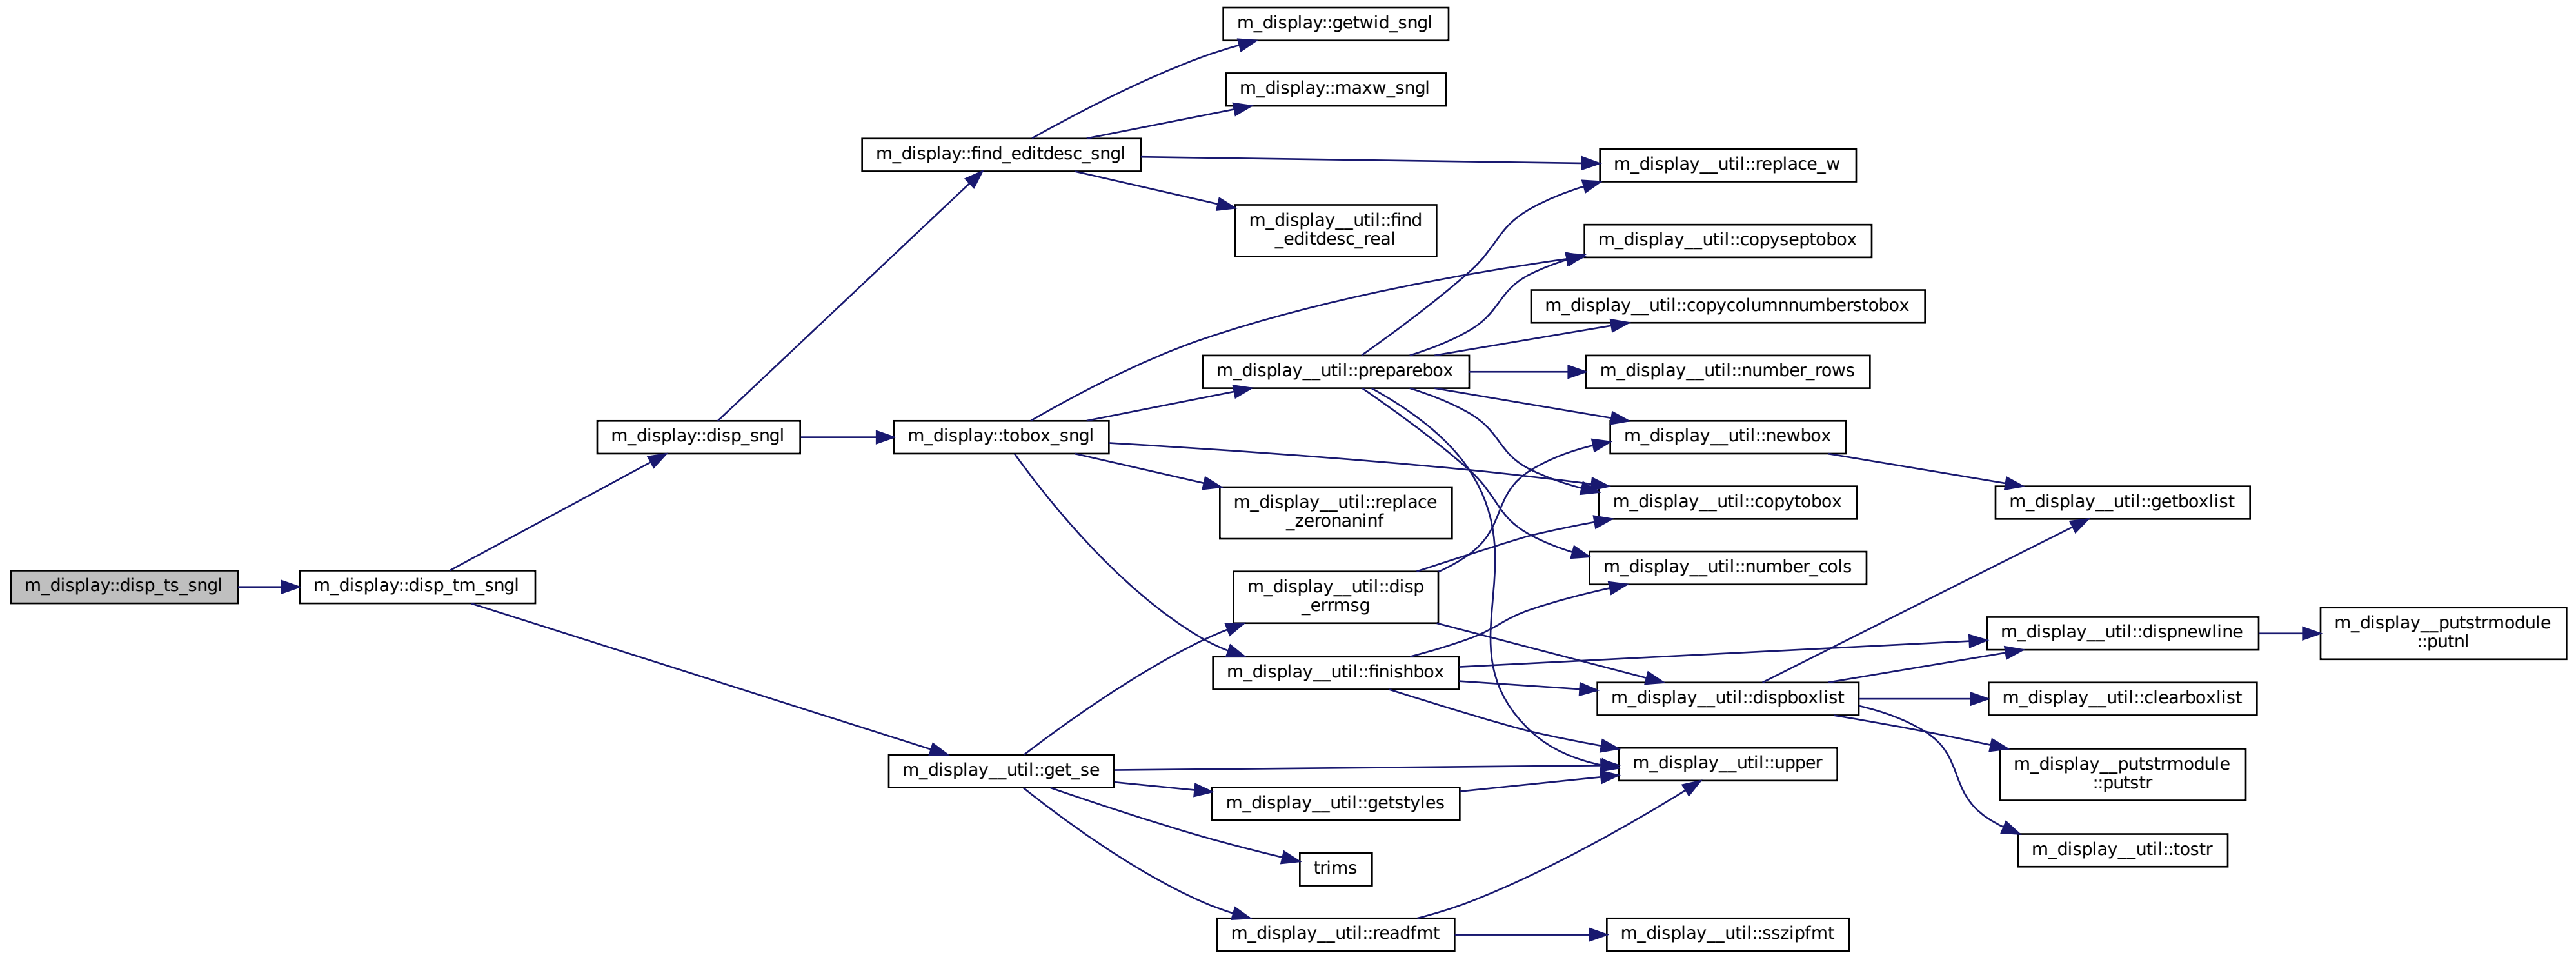 m_display::getwid_sngl
m_display::maxw_sngl
m_display::find_editdesc_sngl
m_display__util::replace_w
m_display__util::find
_editdesc_real
m_display__util::copyseptobox
m_display__util::copycolumnnumberstobox
m_display__util::preparebox
m_display__util::number_rows
m_display::disp_sngl
m_display::tobox_sngl
m_display__util::newbox
m_display__util::replace
_zeronaninf
m_display__util::copytobox
m_display__util::getboxlist
m_display__util::number_cols
m_display::disp_ts_sngl
m_display::disp_tm_sngl
m_display__util::disp
_errmsg
m_display__util::dispnewline
m_display__putstrmodule
::putnl
m_display__util::finishbox
m_display__util::dispboxlist
m_display__util::clearboxlist
m_display__util::get_se
m_display__util::upper
m_display__putstrmodule
::putstr
m_display__util::getstyles
m_display__util::tostr
trims
m_display__util::readfmt
m_display__util::sszipfmt